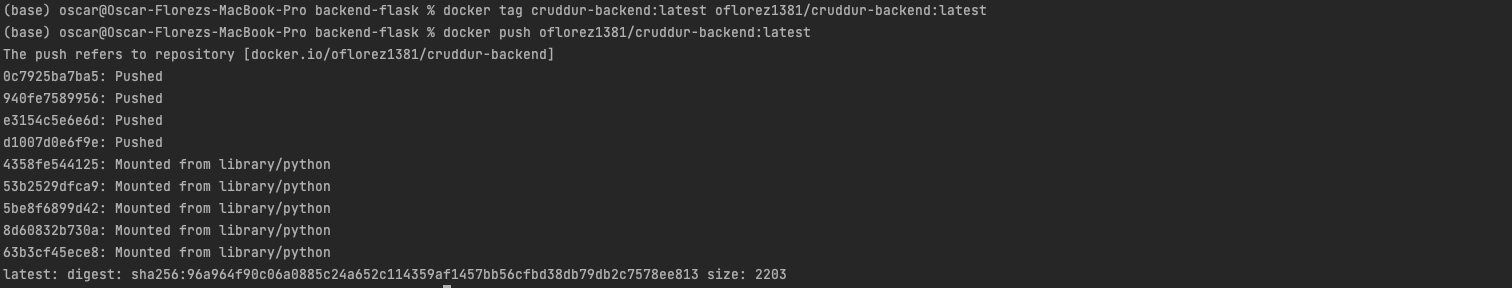 (base) oscar@Oscar-Florezs-MacBook-Pro backend-flask % docker tag cruddur-backend:latest oflorez1381/cruddur-backend:latest
(base) oscar@Oscar-Florezs-MacBook-Pro backend-flask % docker push oflorez1381/cruddur-backend:latest
The push refers to repository [docker.io/oflorez1381/cruddur-backend]
0c7925ba7ba5: Pushed
940fe7589956: Pushed
e3154c5e6e6d: Pushed
d1007d0e6f9e: Pushed
4358fe544125: Mounted from library/python
53b2529dfca9: Mounted from library/python
5be8f6899d42: Mounted from library/python
8d60832b730a: Mounted from library/python
63b3cf45ece8: Mounted from library/python
latest: digest: sha256:96a964f90c06a0885c24a652c114359af1457bb56cfbd38db79db2c7578ee813 size: 2203